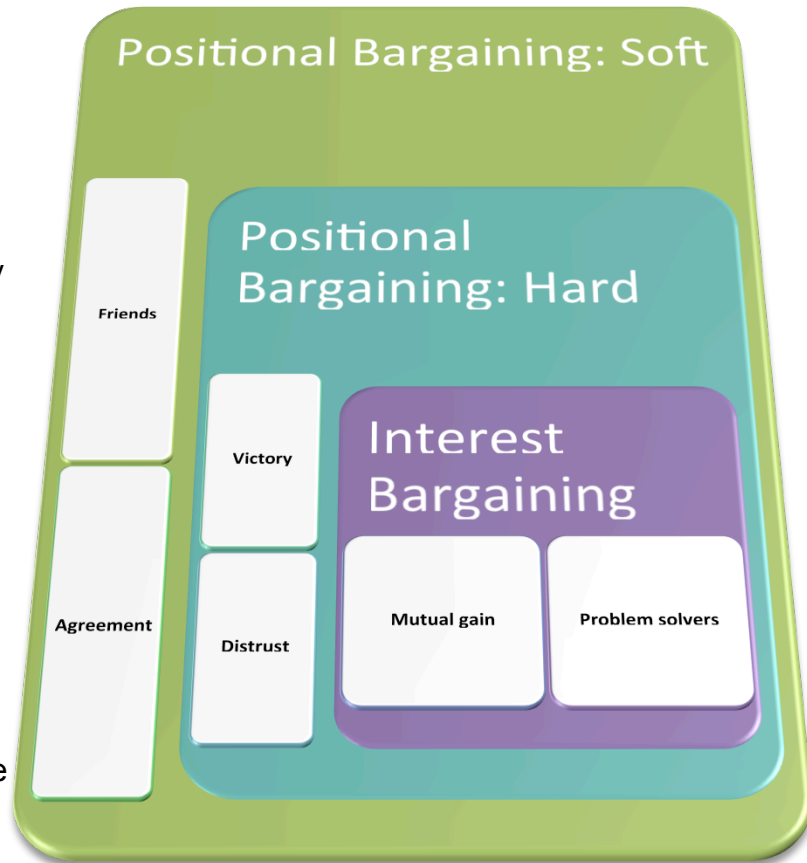 Positional Bargaining: Soft
Friends
Agreement
Positional
Bargaining: Hard
Victory
Distrust
Interest
Bargaining
Mutual gain
Problem solvers